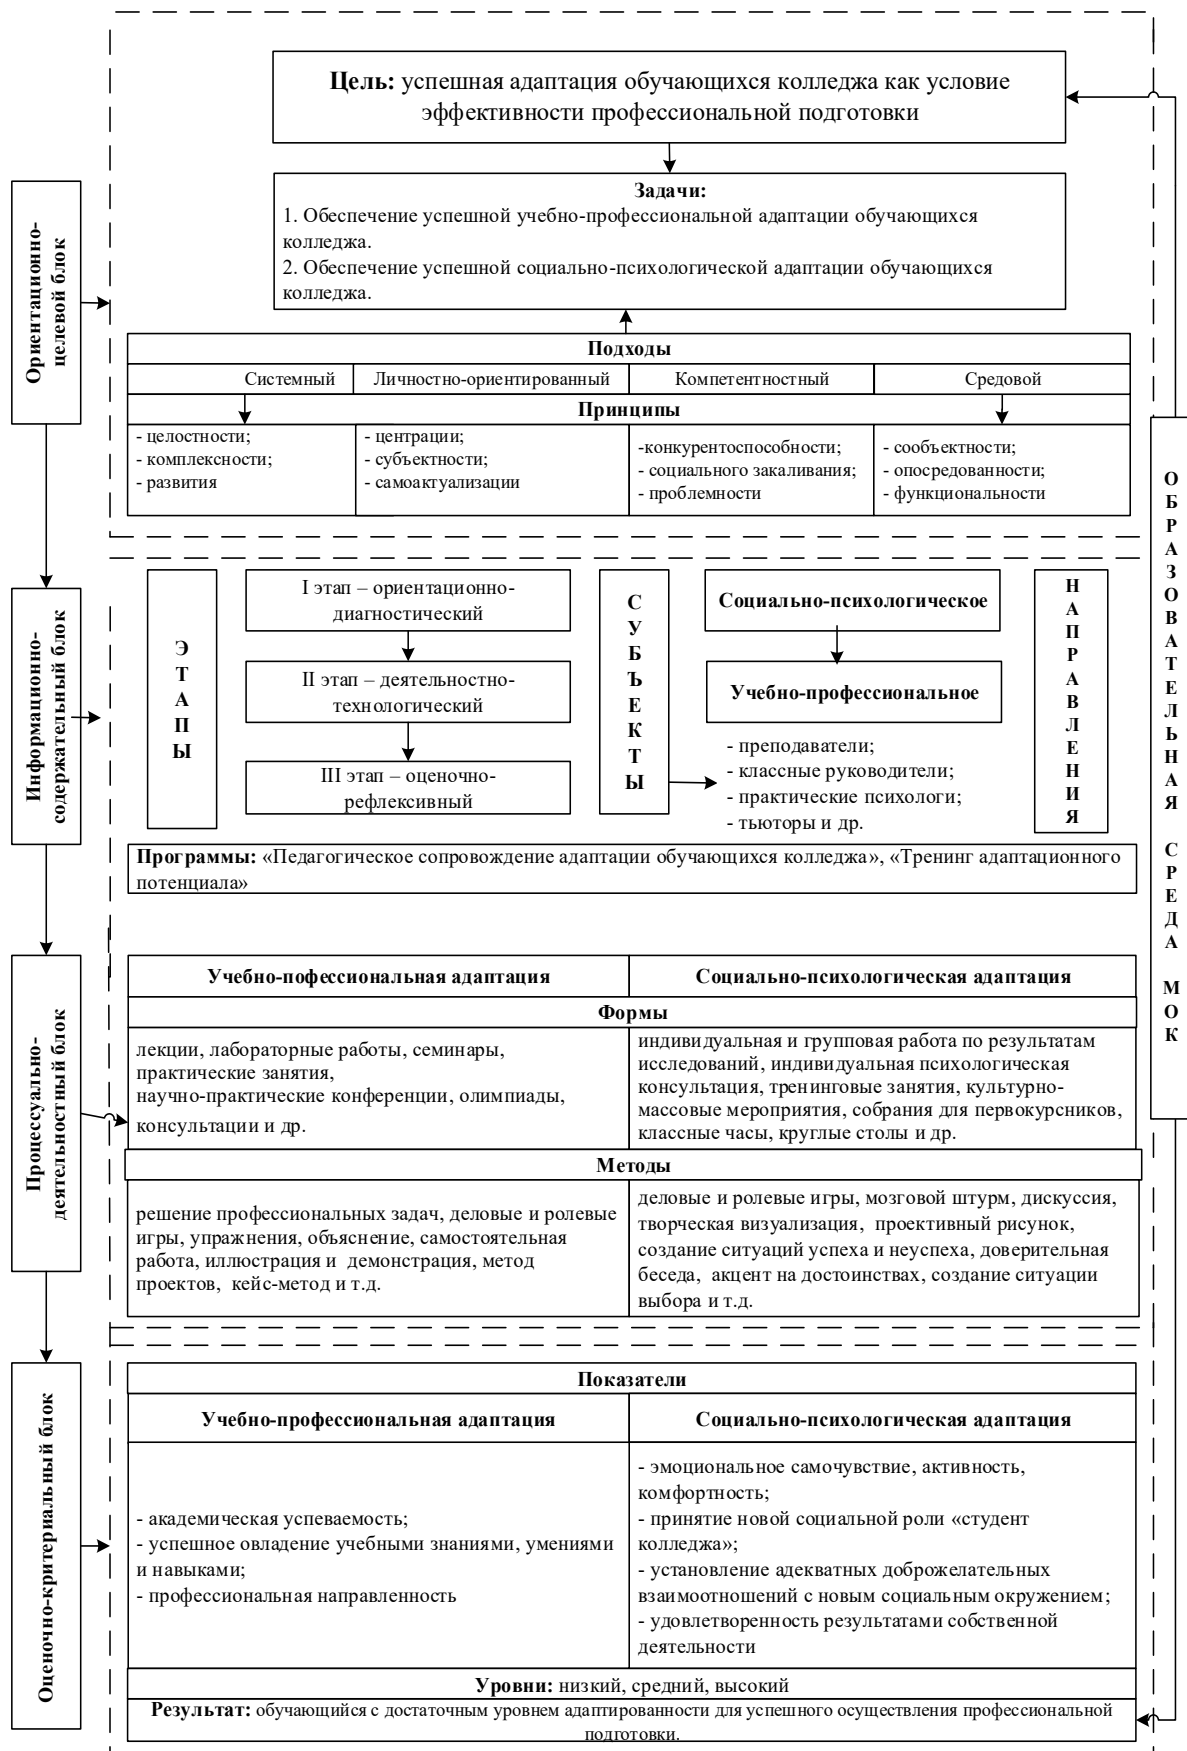 Цель: успешная адаптация обучающихся колледжа как условие
эффективности профессиональной подготовки
Задачи:
1. Обеспечение успешной учебно-профессиональной адаптации обучающихся
колледжа.
2. Обеспечение успешной социально-психологической адаптации обучающихся
колледжа.
Ориентационно-
целевой блок
Подходы
Системный
Личностно-ориентированный
Компетентностный
Средовой
Принципы
- целостности;
- комплексности;
- развития
- центрации;
- субъектности;
- самоактуализации
-конкурентоспособности;
- социального закаливания;
- проблемности
- сообъектности;
- опосредованности;
- функциональности
ОБРАЗОВАТЕЛЬНАЯ СРЕДА МОК
Информационно-
содержательный блок
ЭТАПЫ
I этап – ориентационно-
диагностический
II этап – деятельностно-
технологический
III этап – оценочно-
рефлексивный
СУБЪЕКТЫ
Социально-психологическое
Учебно-профессиональное
- преподаватели;
- классные руководители;
- практические психологи;
- тьюторы и др.
НАПРАВЛЕНИЯ
Программы: «Педагогическое сопровождение адаптации обучающихся колледжа», «Тренинг адаптационного
потенциала»
Процессуально-
деятельностный блок
Учебно-пофессиональная адаптация
Социально-психологическая адаптация
Формы
лекции, лабораторные работы, семинары,
практические занятия,
научно-практические конференции, олимпиады,
консультации и др.
индивидуальная и групповая работа по результатам
исследований, индивидуальная психологическая
консультация, тренинговые занятия, культурно-
массовые мероприятия, собрания для первокурсников,
классные часы, круглые столы и др.
Методы
решение профессиональных задач, деловые и ролевые
игры, упражнения, объяснение, самостоятельная
работа, иллюстрация и демонстрация, метод
проектов, кейс-метод и т.д.
деловые и ролевые игры, мозговой штурм, дискуссия,
творческая визуализация, проективный рисунок,
создание ситуаций успеха и неуспеха, доверительная
беседа, акцент на достоинствах, создание ситуации
выбора и т.д.
Оценочно-критериальный блок
Показатели
Учебно-профессиональная адаптация
Социально-психологическая адаптация
- академическая успеваемость;
- успешное овладение учебными знаниями, умениями
и навыками;
- профессиональная направленность
- эмоциональное самочувствие, активность,
комфортность;
- принятие новой социальной роли «студент
колледжа»;
- установление адекватных доброжелательных
взаимоотношений с новым социальным окружением;
- удовлетворенность результатами собственной
деятельности
Уровни: низкий, средний, высокий
Результат: обучающийся с достаточным уровнем адаптированности для успешного осуществления профессиональной
подготовки.